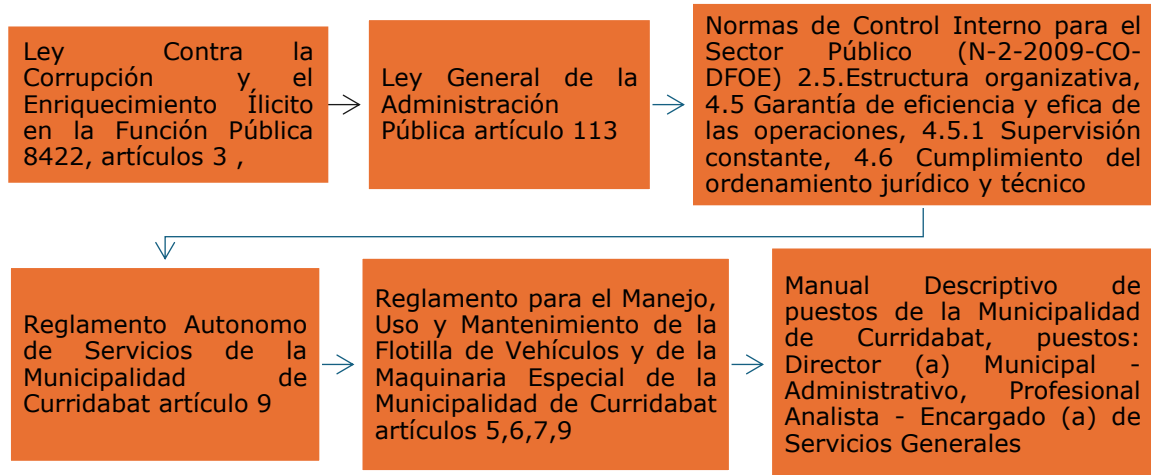 Ley Contra la
Corrupción y el
Enriquecimiento Ílicito
en la Función Pública
8422, artículos 3 ,
Ley General de la
Administración
Pública artículo 113
Normas de Control Interno para el
Sector Público (N-2-2009-CO-
DFOE) 2.5.Estructura organizativa,
4.5 Garantía de eficiencia y efica de
las operaciones, 4.5.1 Supervisión
constante, 4.6 Cumplimiento del
ordenamiento jurídico y técnico
Reglamento Autonomo
de Servicios de la
Municipalidad de
Curridabat artículo 9
Reglamento para el Manejo,
Uso y Mantenimiento de la
Flotilla de Vehículos y de la
Maquinaria Especial de la
Municipalidad de Curridabat
artículos 5,6,7,9
Manual Descriptivo de
puestos de la Municipalidad
de Curridabat, puestos:
Director (a) Municipal -
Administrativo, Profesional
Analista - Encargado (a) de
Servicios Generales